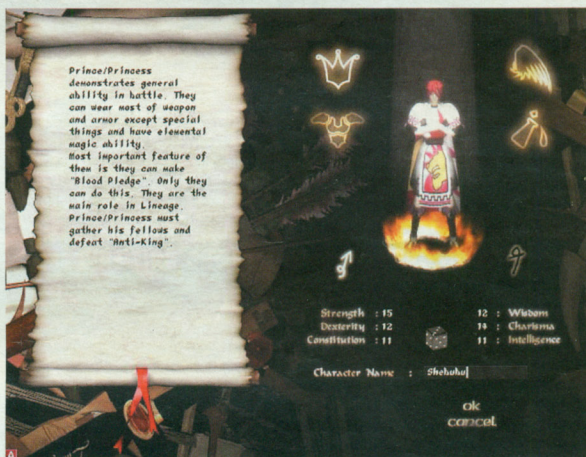 Prince/Princess
demonstrates general
ability in battle. They
can wear most of weapon
and armor except special
things and have elemental
magic ability.
Most important feature of
them is they can make
"Blood Pledge". Only they
can do this. They are the
main role in Lineage.
Prince/Princess must
gather his fellows and
defeat "Anti-King".
Strength : 15
Dexterity : 12
Constitution : 11
12 : Wisdom
14 : Charisma
11 : Intelligence
Character Name : Shehuhu
ok
cancel